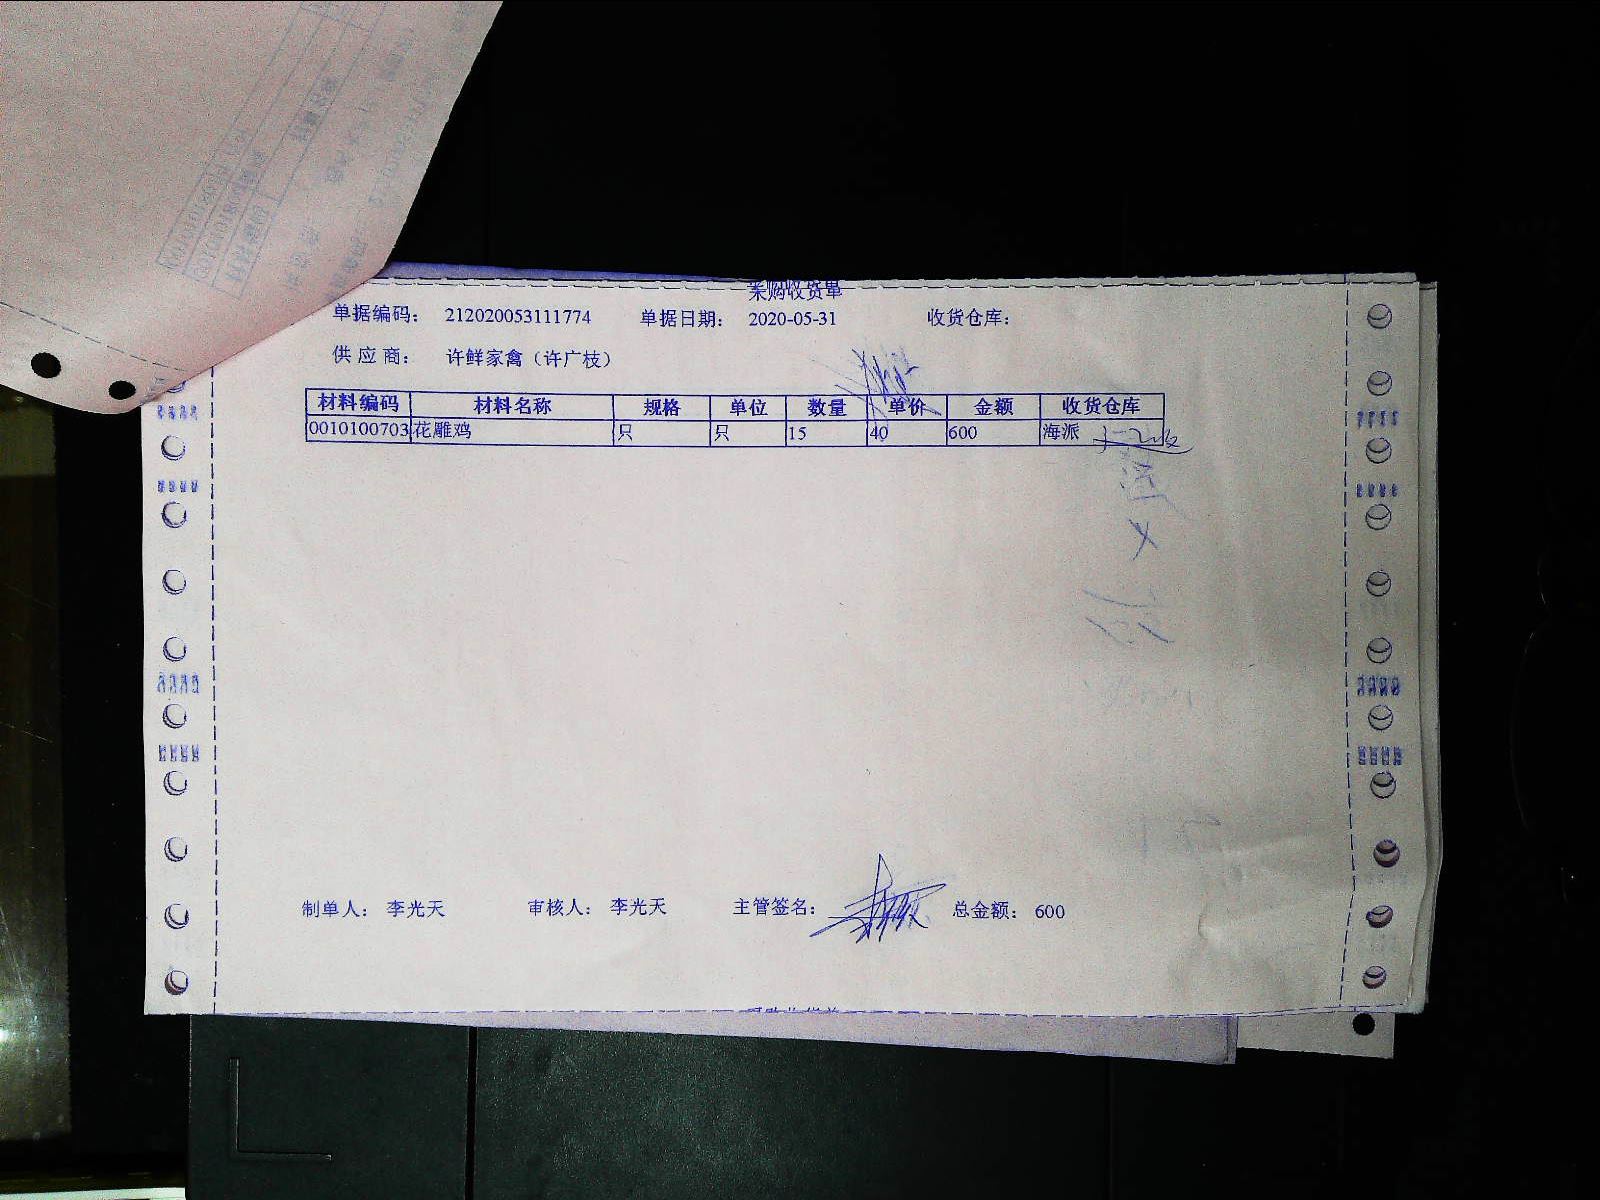 采购收货单
单据编码： 212020053111774 单据日期： 2020-05-31 收货仓库：
供 应 商： 许鲜家禽（许广枝）
材料编码 材料名称 规格 单位 数量 单价 金额 收货仓库
0010100703 花雕鸡 只 只 15 40 600 海派
制单人： 李光天 审核人： 李光天 主管签名： 总金额： 600